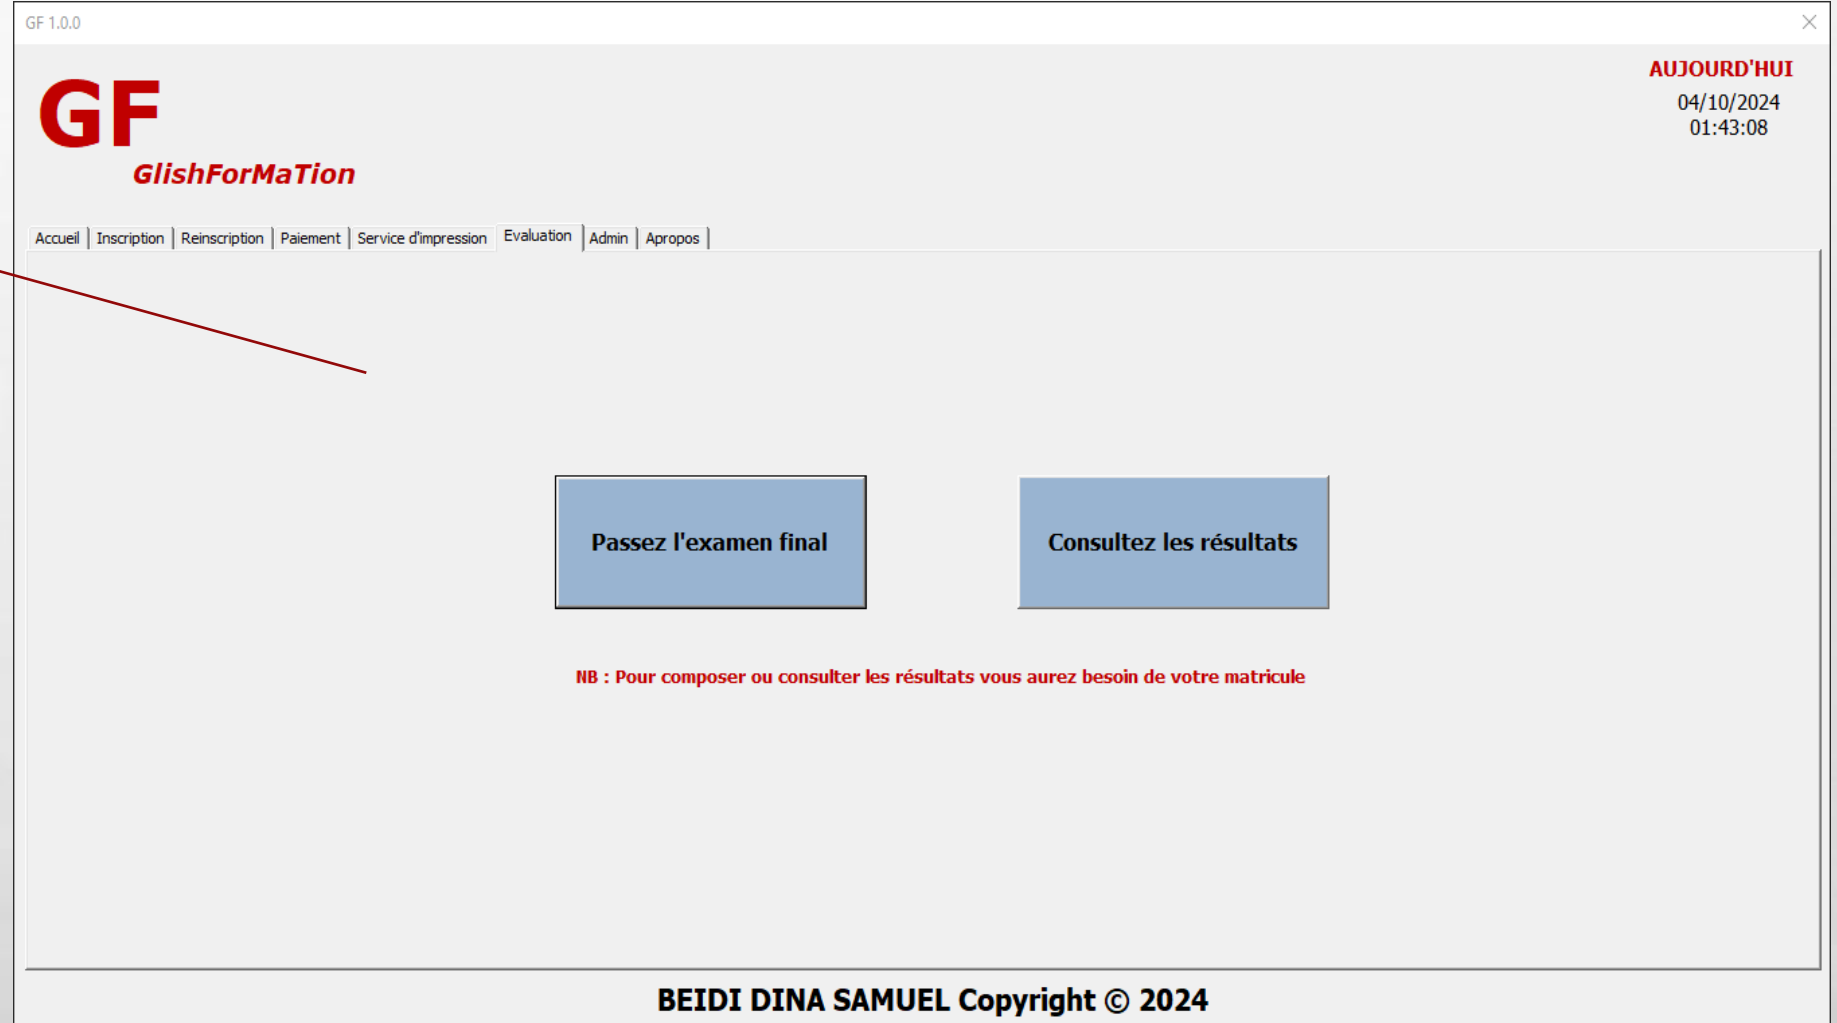 GF 1.0.0
GF
GlishForMaTion
AUJOURD'HUI
04/10/2024
01:43:08
Accueil Inscription Reinscription Paiement Service d'impression Evaluation Admin Apropos
Passez l'examen final
Consultez les résultats
NB : Pour composer ou consulter les résultats vous aurez besoin de votre matricule
BEIDI DINA SAMUEL Copyright © 2024